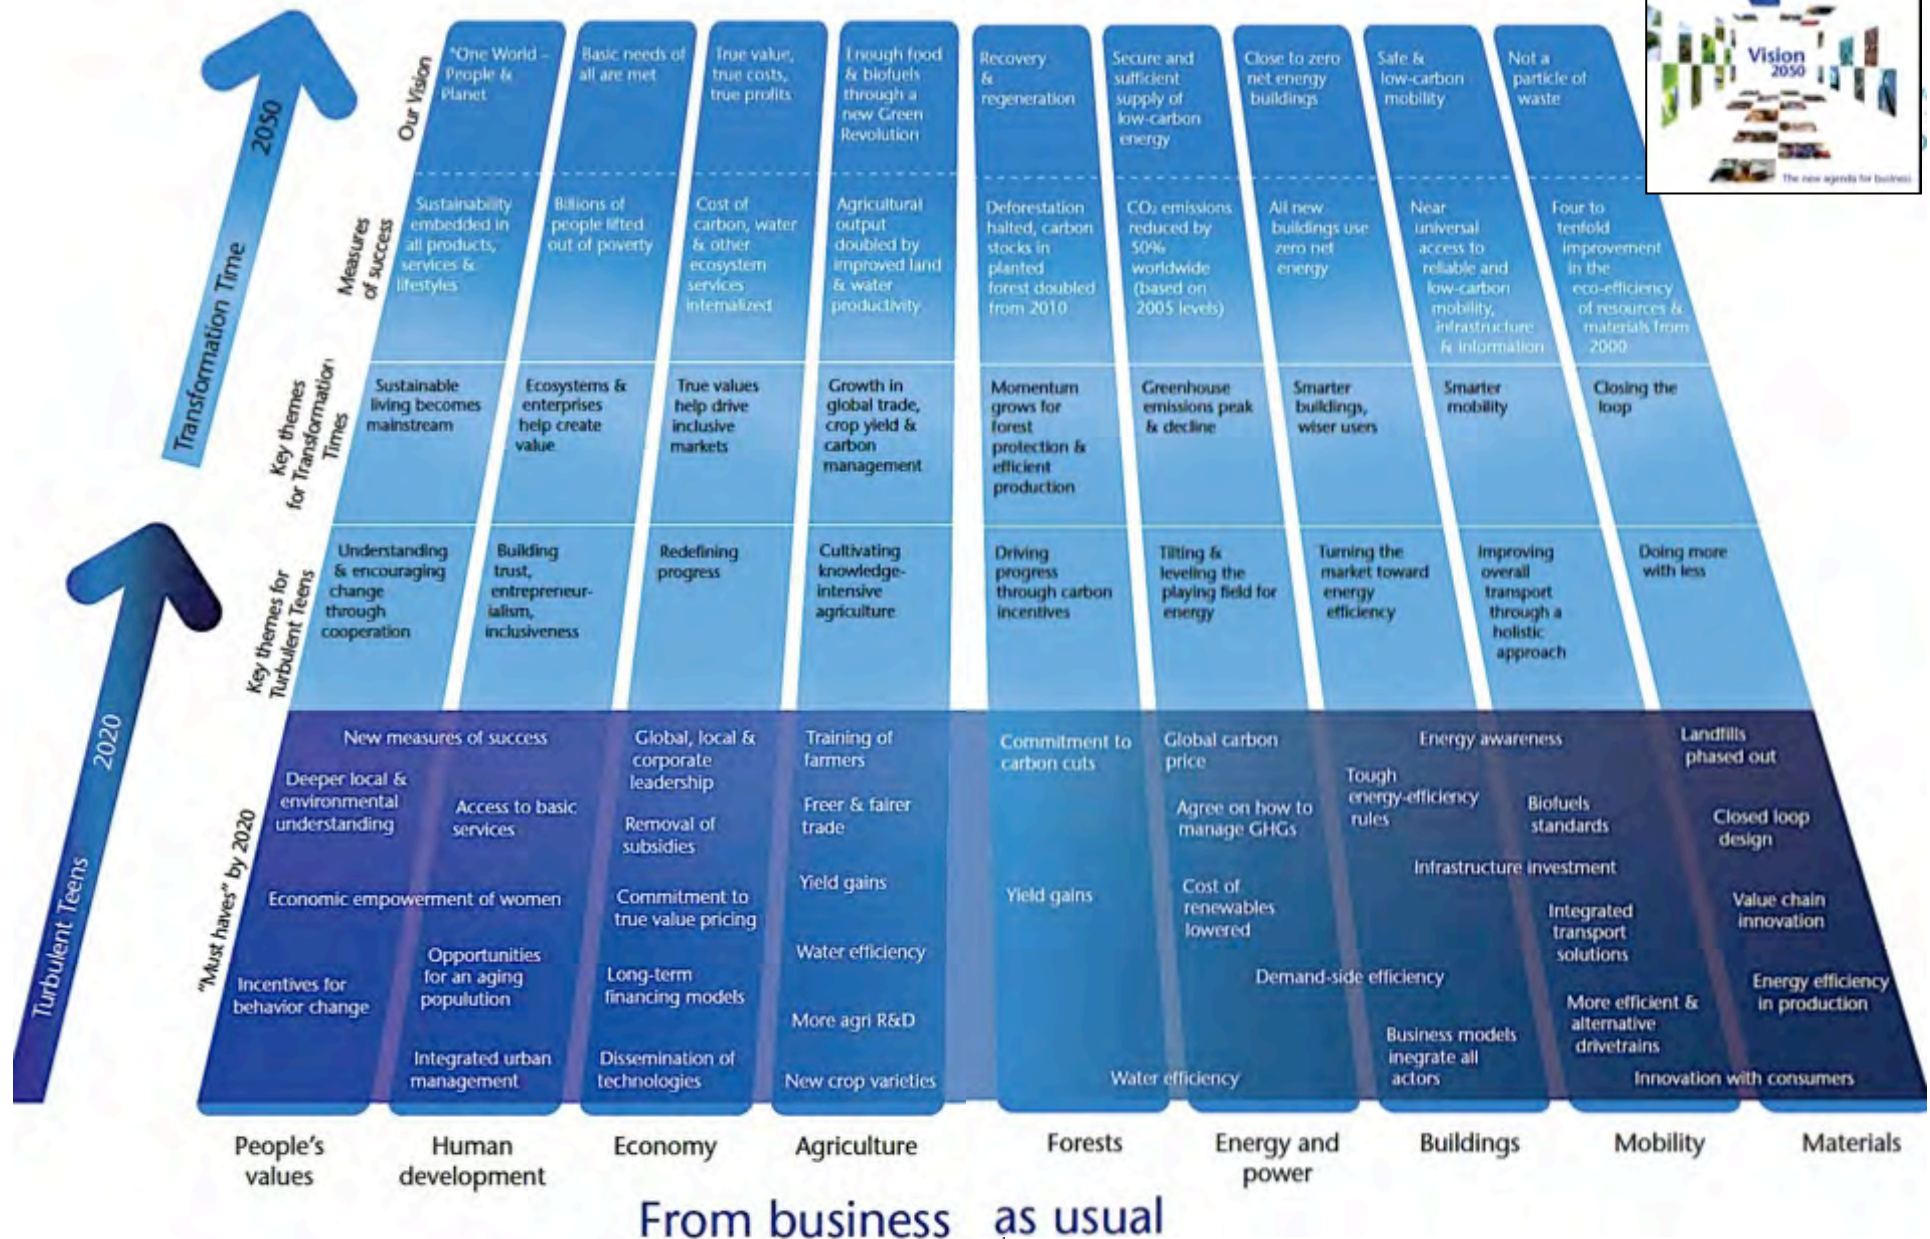 Our Vision
"One World –
People &
Planet
Basic needs of
all are met
True value,
true costs,
true profits
Enough food
& biofuels
through a
new Green
Revolution
Recovery
&
regeneration
Secure and
sufficient
supply of
low-carbon
energy
Close to zero
net energy
buildings
Safe &
low-carbon
mobility
Not a
particle of
waste
Vision
2050
The new agenda for business
Measures
of success
Sustainability
embedded in
all products,
services &
lifestyles
Billions of
people lifted
out of poverty
Cost of
carbon, water
& other
ecosystem
services
internalized
Agricultural
output
doubled by
improved land
& water
productivity
Deforestation
halted, carbon
stocks in
planted
forest doubled
from 2010
CO₂ emissions
reduced by
50%
worldwide
(based on
2005 levels)
All new
buildings use
zero net
energy
Near
universal
access to
reliable and
low-carbon
mobility,
infrastructure
& information
Four to
tenfold
improvement
in the
eco-efficiency
of resources &
materials from
2000
Key themes
for Transformation
Times
Sustainable
living becomes
mainstream
Ecosystems &
enterprises
help create
value
True values
help drive
inclusive
markets
Growth in
global trade,
crop yield &
carbon
management
Momentum
grows for
forest
protection &
efficient
production
Greenhouse
emissions peak
& decline
Smarter
buildings,
wiser users
Smarter
mobility
Closing the
loop
Key themes for
Turbulent Teens
Understanding
& encouraging
change
through
cooperation
Building
trust,
entrepreneur-
ialism,
inclusiveness
Redefining
progress
Cultivating
knowledge-
intensive
agriculture
Driving
progress
through carbon
incentives
Tilting &
leveling the
playing field for
energy
Turning the
market toward
energy
efficiency
Improving
overall
transport
through a
holistic
approach
Doing more
with less
"Must haves" by 2020
New measures of success
Deeper local &
environmental
understanding
Access to basic
services
Economic empowerment of women
Incentives for
behavior change
Opportunities
for an aging
popululution
Integrated urban
management
Global, local &
corporate
leadership
Removal of
subsidies
Commitment to
true value pricing
Long-term
financing models
Dissemination of
technologies
Training of
farmers
Freer & fairer
trade
Yield gains
Water efficiency
More agri R&D
New crop varieties
Commitment to
carbon cuts
Yield gains
Water efficiency
Global carbon
price
Agree on how to
manage GHGs
Cost of
renewables
lowered
Demand-side efficiency
Energy awareness
Tough
energy-efficiency
rules
Infrastructure investment
Business models
inegrate all
actors
Biofuels
standards
Integrated
transport
solutions
More efficient &
alternative
drivetrains
Landfills
phased out
Closed loop
design
Value chain
innovation
Energy efficiency
in production
Innovation with consumers
Transformation Time
2050
Turbulent Teens
2020
People's
values
Human
development
Economy
Agriculture
Forests
Energy and
power
Buildings
Mobility
Materials
From business as usual